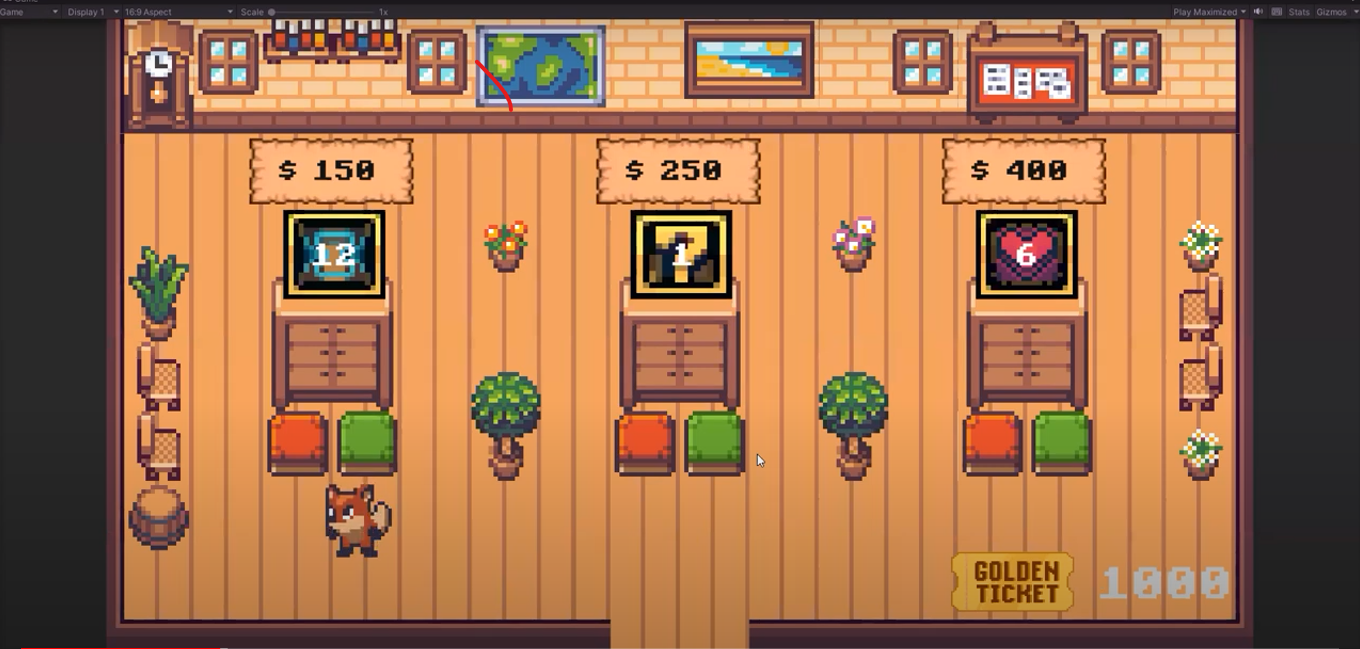 Game
Display 1
16:9 Aspect
Scale
1x
Play Maximized
Stats
Gizmos
$ 150
$ 250
$ 400
12
1
6
GOLDEN
TICKET
1000